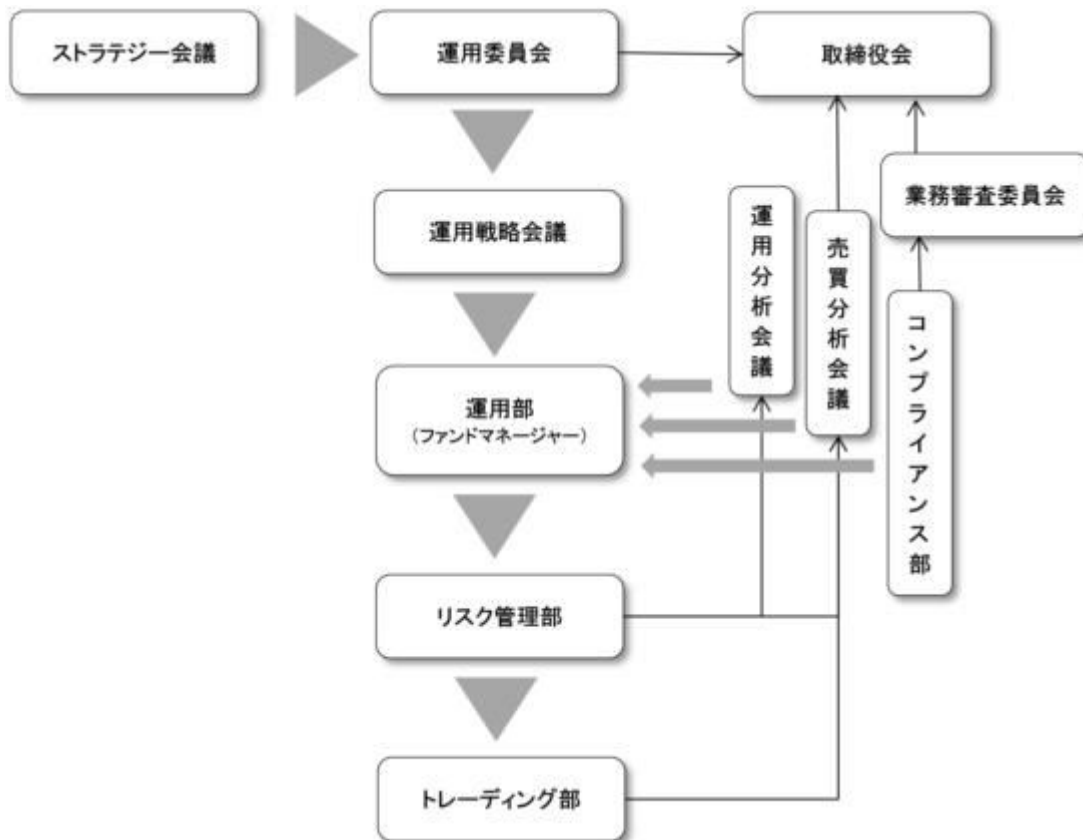 ストラテジー会議
運用委員会
取締役会
業務審査委員会
運用戦略会議
運用分析会議
売買分析会議
コンプライアンス部
運用部
(ファンドマネージャー)
リスク管理部
トレーディング部